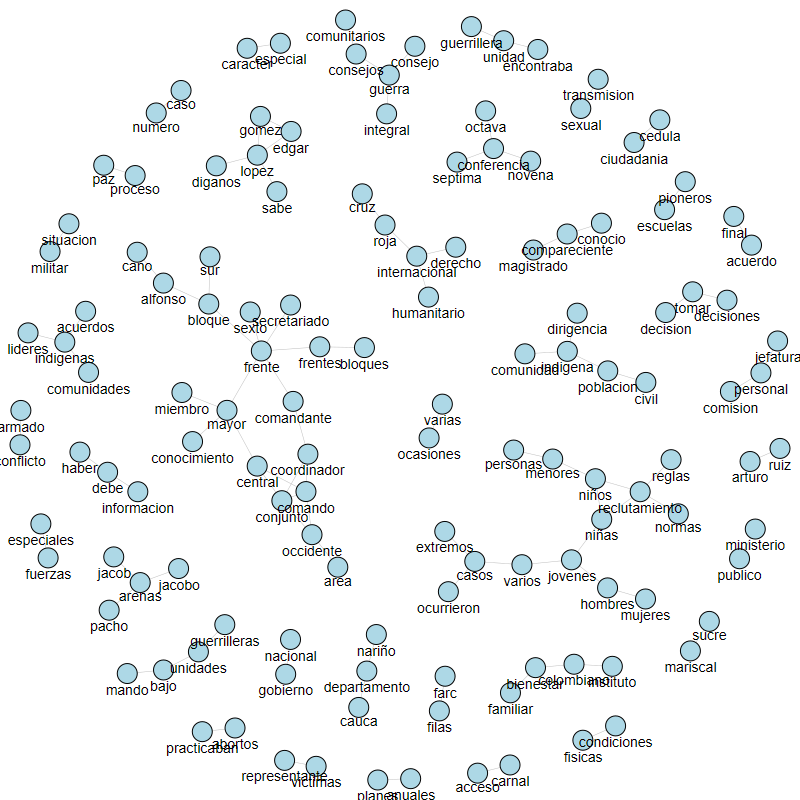 comunitarios
caracter
especial
consejos
consejo
guerrillera
unidad
encontraba
guerra
transmision
caso
numero
gomez
edgar
integral
octava
sexual
cedula
ciudadania
paz
proceso
diganos
lopez
septima
conferencia
novena
sabe
cruz
pioneros
escuelas
situacion
militar
roja
final
acuerdo
cano
sur
internacional
derecho
magistrado
compareciente
conocio
alfonso
bloque
sexto
secretariado
humanitario
tomar
decision
decisiones
acuerdos
lideres
indigenas
dirigencia
frente
frentes
bloques
comunidad
indigena
jefatura
comunidades
poblacion
civil
personal
comision
miembro
mayor
comandante
varias
armado
conflicto
conocimiento
ocasiones
haber
debe
informacion
central
coordinador
personas
menores
niños
reglas
arturo
ruiz
conjunto
comando
reclutamiento
normas
niñas
especiales
fuerzas
occidente
extremos
ministerio
publico
jacob
arenas
jacobo
area
casos
varios
jovenes
pacho
ocurrieron
hombres
mujeres
guerrilleras
nacional
nariño
sucre
mariscal
mando
bajo
unidades
gobierno
departamento
farc
bienestar
colombiano
instituto
familiar
cauca
filas
practicaban
abortos
condiciones
fisicas
representante
victimas
planes
anuales
acceso
carnal